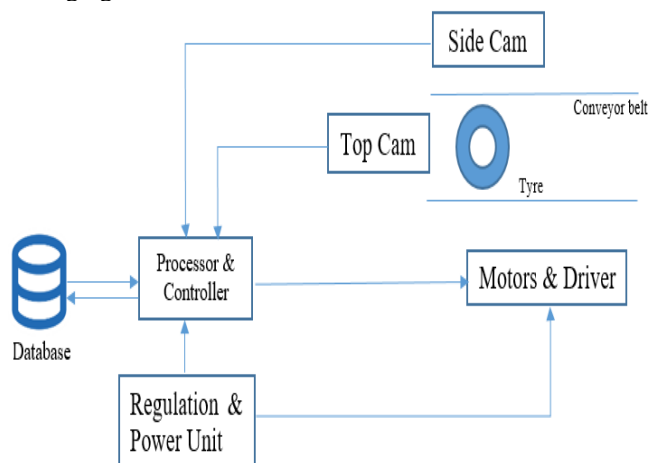 Side Cam
Conveyor belt
Top Cam
Tyre
Processor &
Controller
Motors & Driver
Database
Regulation &
Power Unit